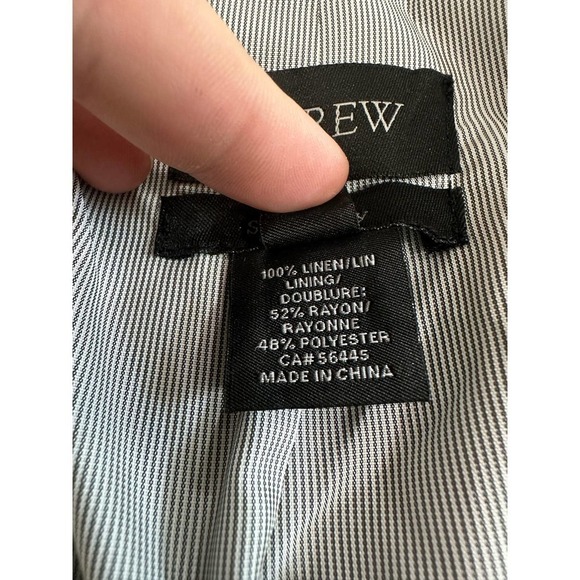 REW
100% LINEN/LIN
LINING/
DOUBLURE:
52% RAYON/
RAYONNE
48% POLYESTER
CA# 56445
MADE IN CHINA